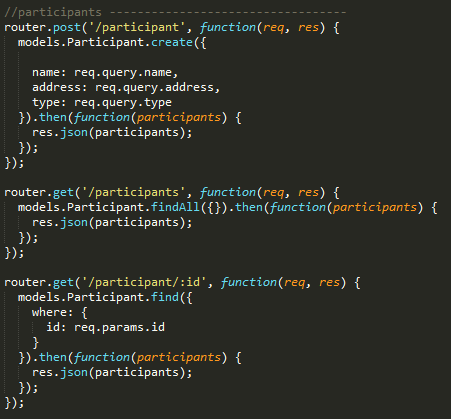 //participants ----------------------------------
router.post('/participant', function(req, res) {
  models.Participant.create({

    name: req.query.name,
    address: req.query.address,
    type: req.query.type
  }).then(function(participants) {
    res.json(participants);
  });
});

router.get('/participants', function(req, res) {
  models.Participant.findAll({}).then(function(participants) {
    res.json(participants);
  });
});

router.get('/participant/:id', function(req, res) {
  models.Participant.find({
    where: {
      id: req.params.id
    }
  }).then(function(participants) {
    res.json(participants);
  });
});